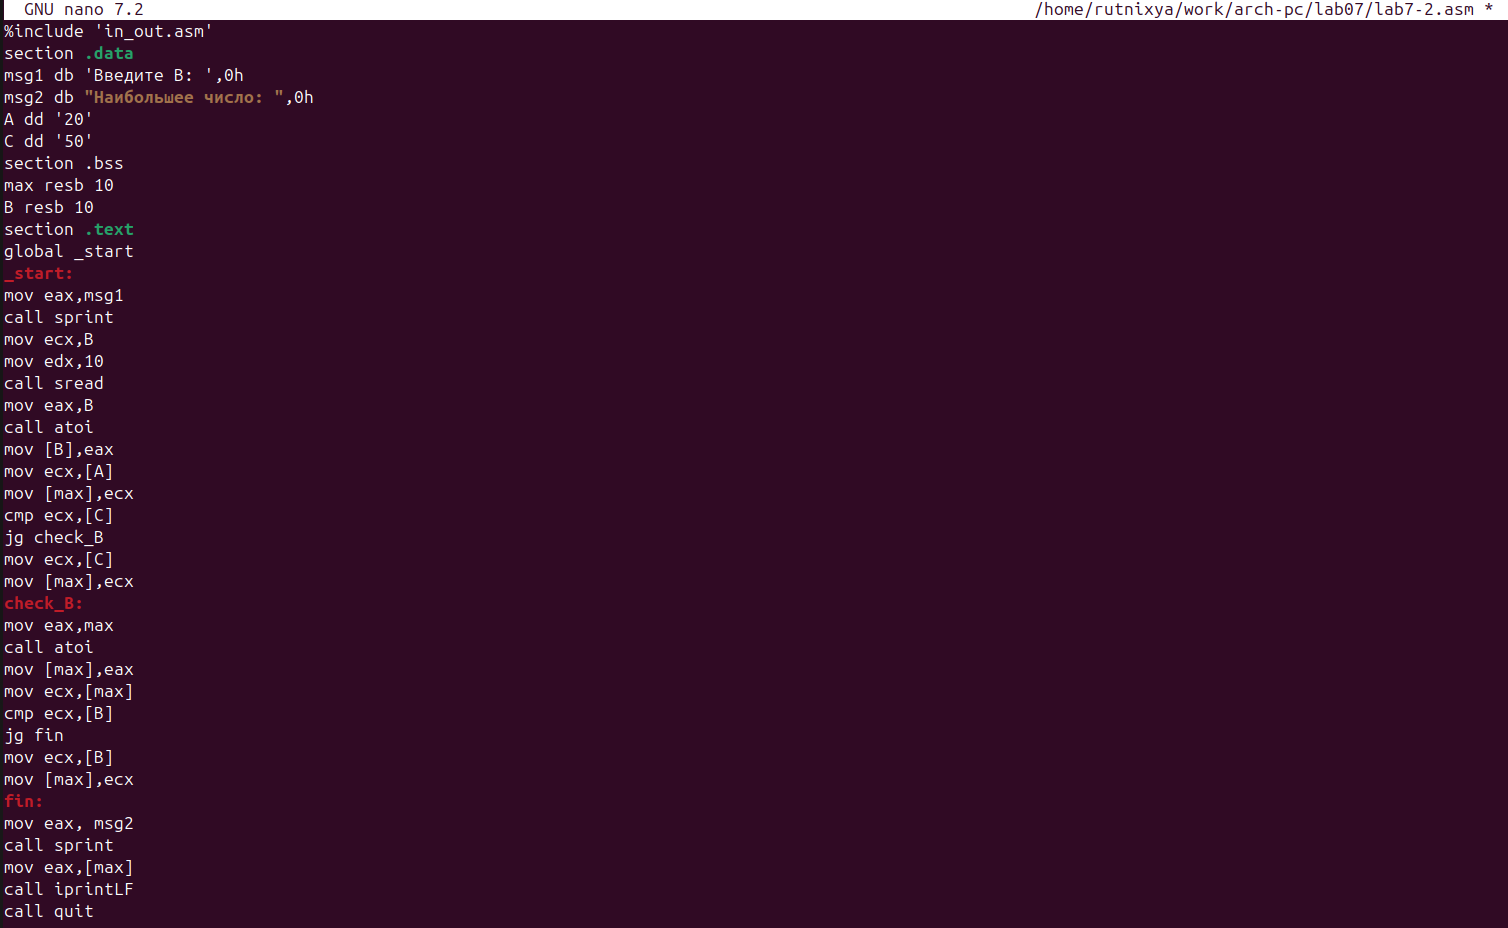 GNU nano 7.2 /home/rutnixya/work/arch-pc/lab07/lab7-2.asm *
%include 'in_out.asm'
section .data
msg1 db 'Введите B: ',0h
msg2 db "Наибольшее число: ",0h
A dd '20'
C dd '50'
section .bss
max resb 10
B resb 10
section .text
global _start
_start:
mov eax,msg1
call sprint
mov ecx,B
mov edx,10
call sread
mov eax,B
call atoi
mov [B],eax
mov ecx,[A]
mov [max],ecx
cmp ecx,[C]
jg check_B
mov ecx,[C]
mov [max],ecx
check_B:
mov eax,max
call atoi
mov [max],eax
mov ecx,[max]
cmp ecx,[B]
jg fin
mov ecx,[B]
mov [max],ecx
fin:
mov eax, msg2
call sprint
mov eax,[max]
call iprintLF
call quit